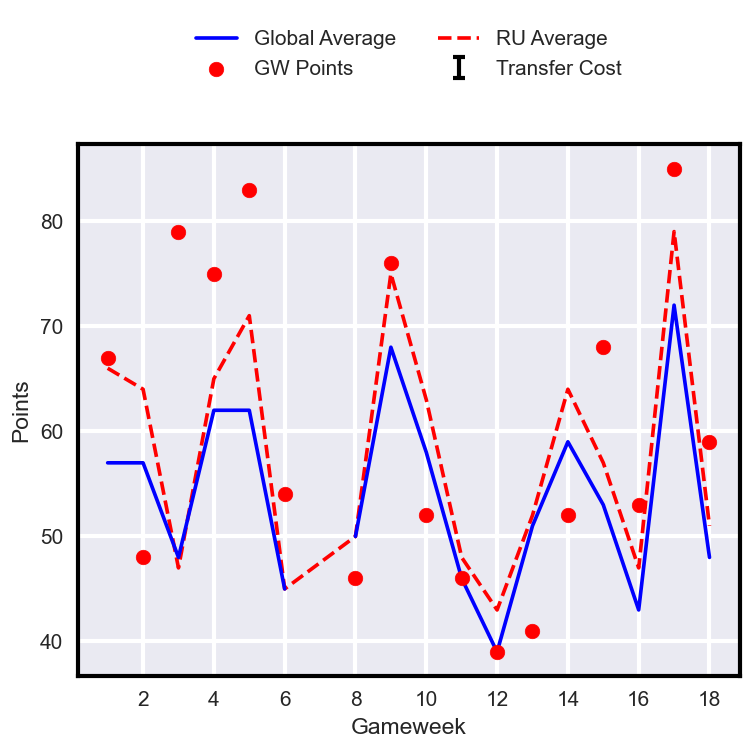 Global Average
RU Average
GW Points
Transfer Cost
80
70
60
50
40
Points
2 4 6 8 10 12 14 16 18
Gameweek